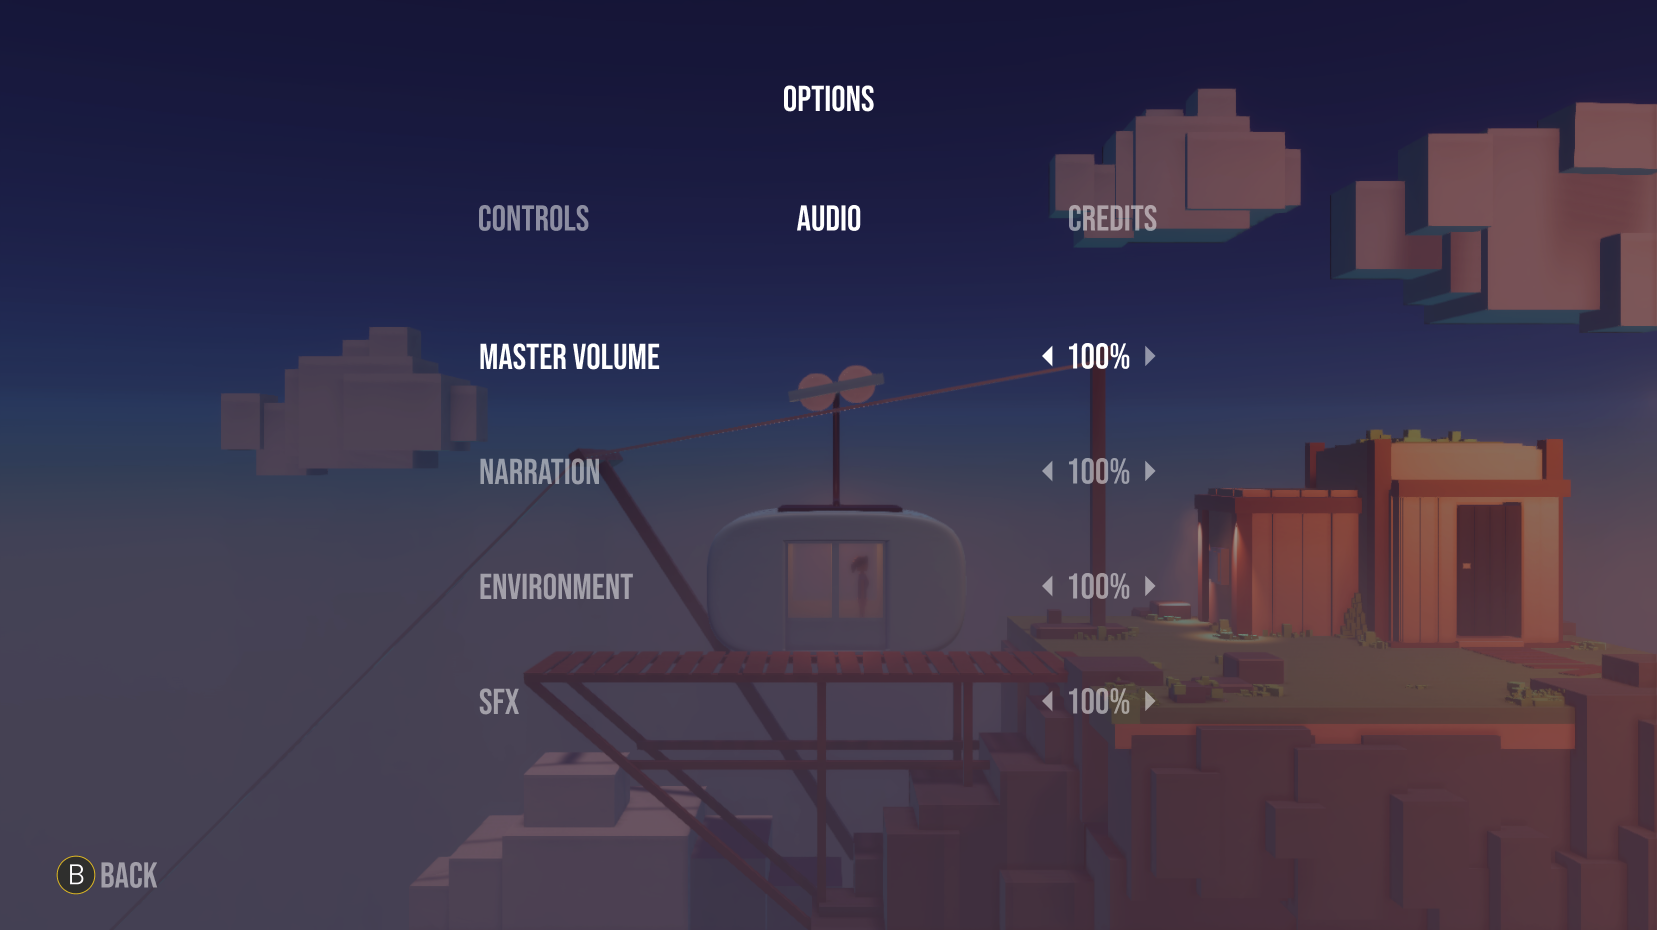 OPTIONS
CONTROLS AUDIO CREDITS
MASTER VOLUME 100%
NARRATION 100%
ENVIRONMENT 100%
SFX 100%
B BACK